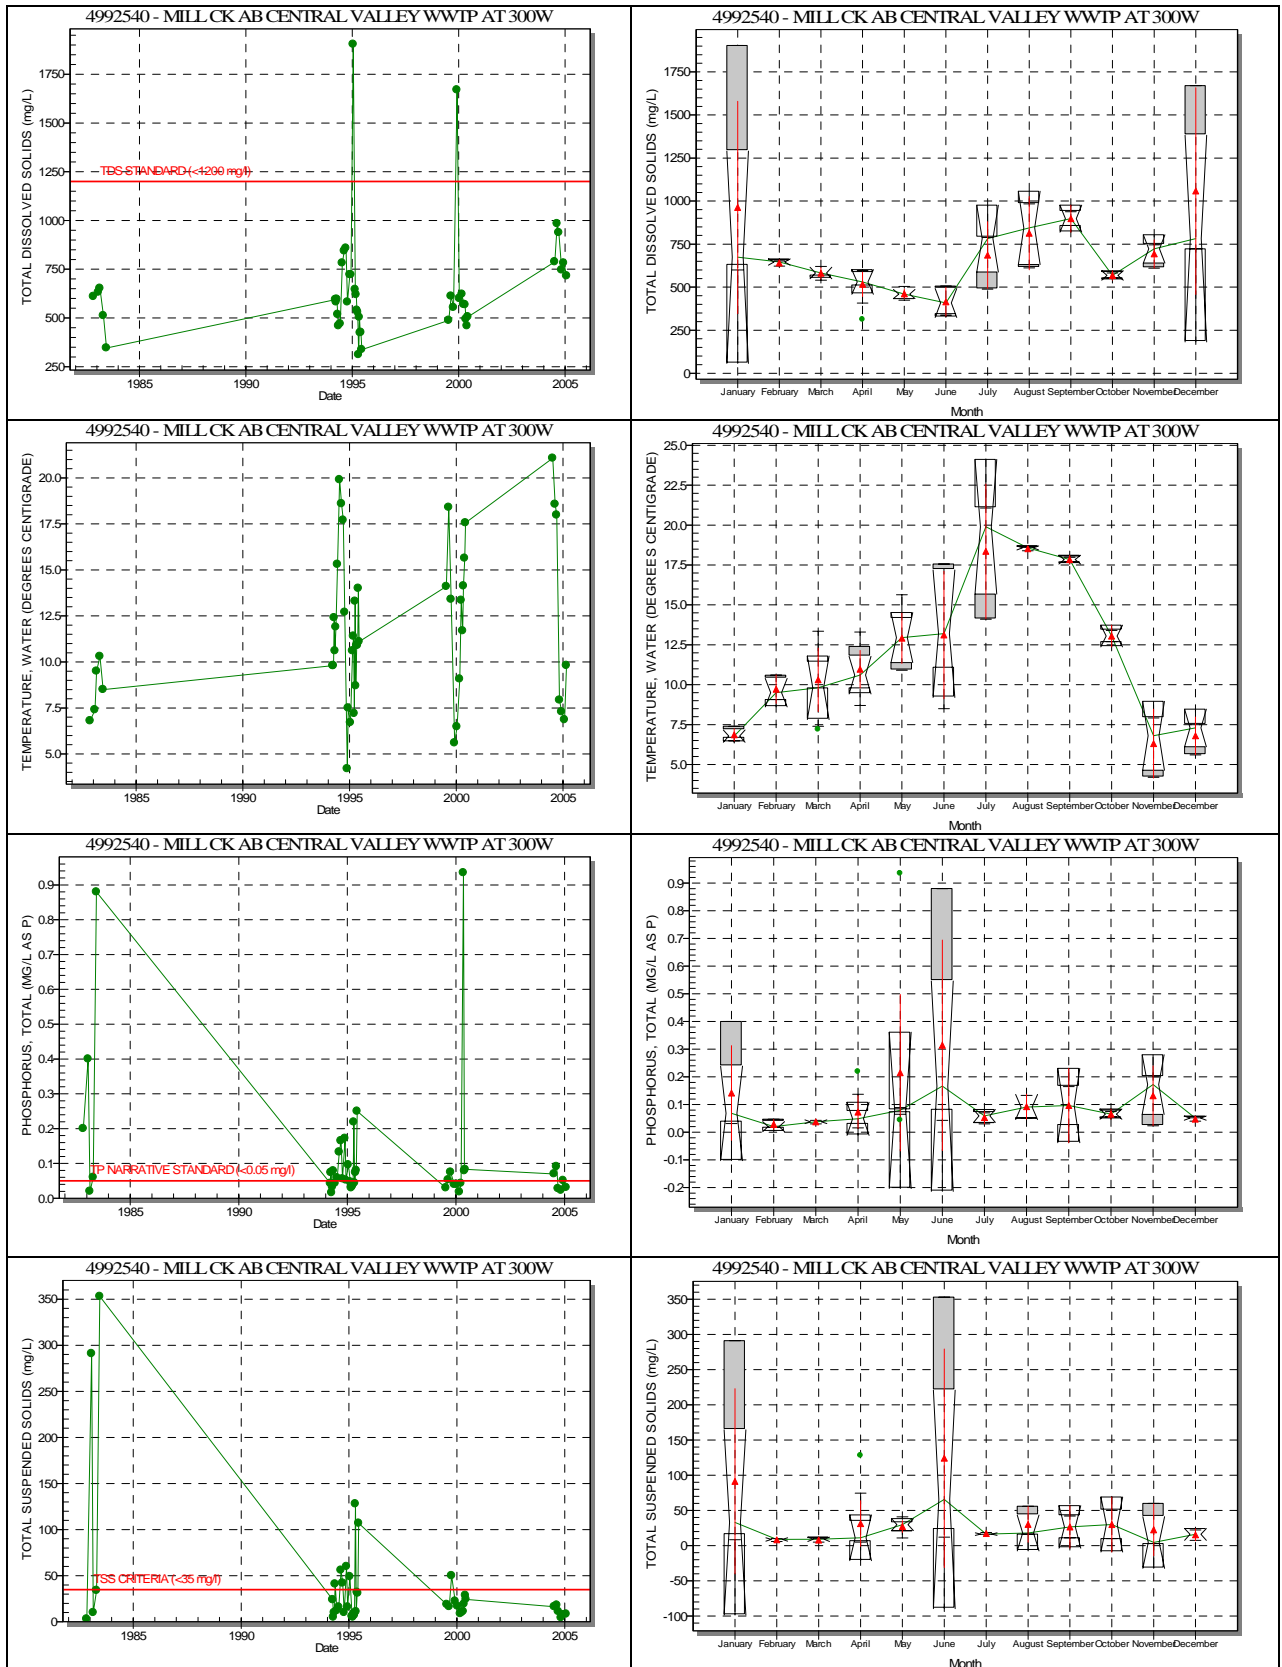 4992540 - MILL CK AB CENTRAL VALLEY WWTP AT 300W
TOTAL DISSOLVED SOLIDS (mg/L)
1750
1500
1250
1000
750
500
250
TDS STANDARD (<1200 mg/l)
1985 1990 1995 2000 2005
Date
4992540 - MILL CK AB CENTRAL VALLEY WWTP AT 300W
TOTAL DISSOLVED SOLIDS (mg/L)
1750
1500
1250
1000
750
500
250
0
January February March April May June July August September October November December
Month
4992540 - MILL CK AB CENTRAL VALLEY WWTP AT 300W
TEMPERATURE, WATER (DEGREES CENTIGRADE)
20.0
17.5
15.0
12.5
10.0
7.5
5.0
1985 1990 1995 2000 2005
Date
4992540 - MILL CK AB CENTRAL VALLEY WWTP AT 300W
TEMPERATURE, WATER (DEGREES CENTIGRADE)
25.0
22.5
20.0
17.5
15.0
12.5
10.0
7.5
5.0
January February March April May June July August September October November December
Month
4992540 - MILL CK AB CENTRAL VALLEY WWTP AT 300W
PHOSPHORUS, TOTAL (MG/L AS P)
0.9
0.8
0.7
0.6
0.5
0.4
0.3
0.2
0.1
0.0
TP NARRATIVE STANDARD (<0.05 mg/l)
1985 1990 1995 2000 2005
Date
4992540 - MILL CK AB CENTRAL VALLEY WWTP AT 300W
PHOSPHORUS, TOTAL (MG/L AS P)
0.9
0.8
0.7
0.6
0.5
0.4
0.3
0.2
0.1
0.0
-0.1
-0.2
January February March April May June July August September October November December
Month
4992540 - MILL CK AB CENTRAL VALLEY WWTP AT 300W
TOTAL SUSPENDED SOLIDS (mg/L)
350
300
250
200
150
100
50
0
TSS CRITERIA (<35 mg/l)
1985 1990 1995 2000 2005
Date
4992540 - MILL CK AB CENTRAL VALLEY WWTP AT 300W
TOTAL SUSPENDED SOLIDS (mg/L)
350
300
250
200
150
100
50
0
-50
-100
January February March April May June July August September October November December
Month